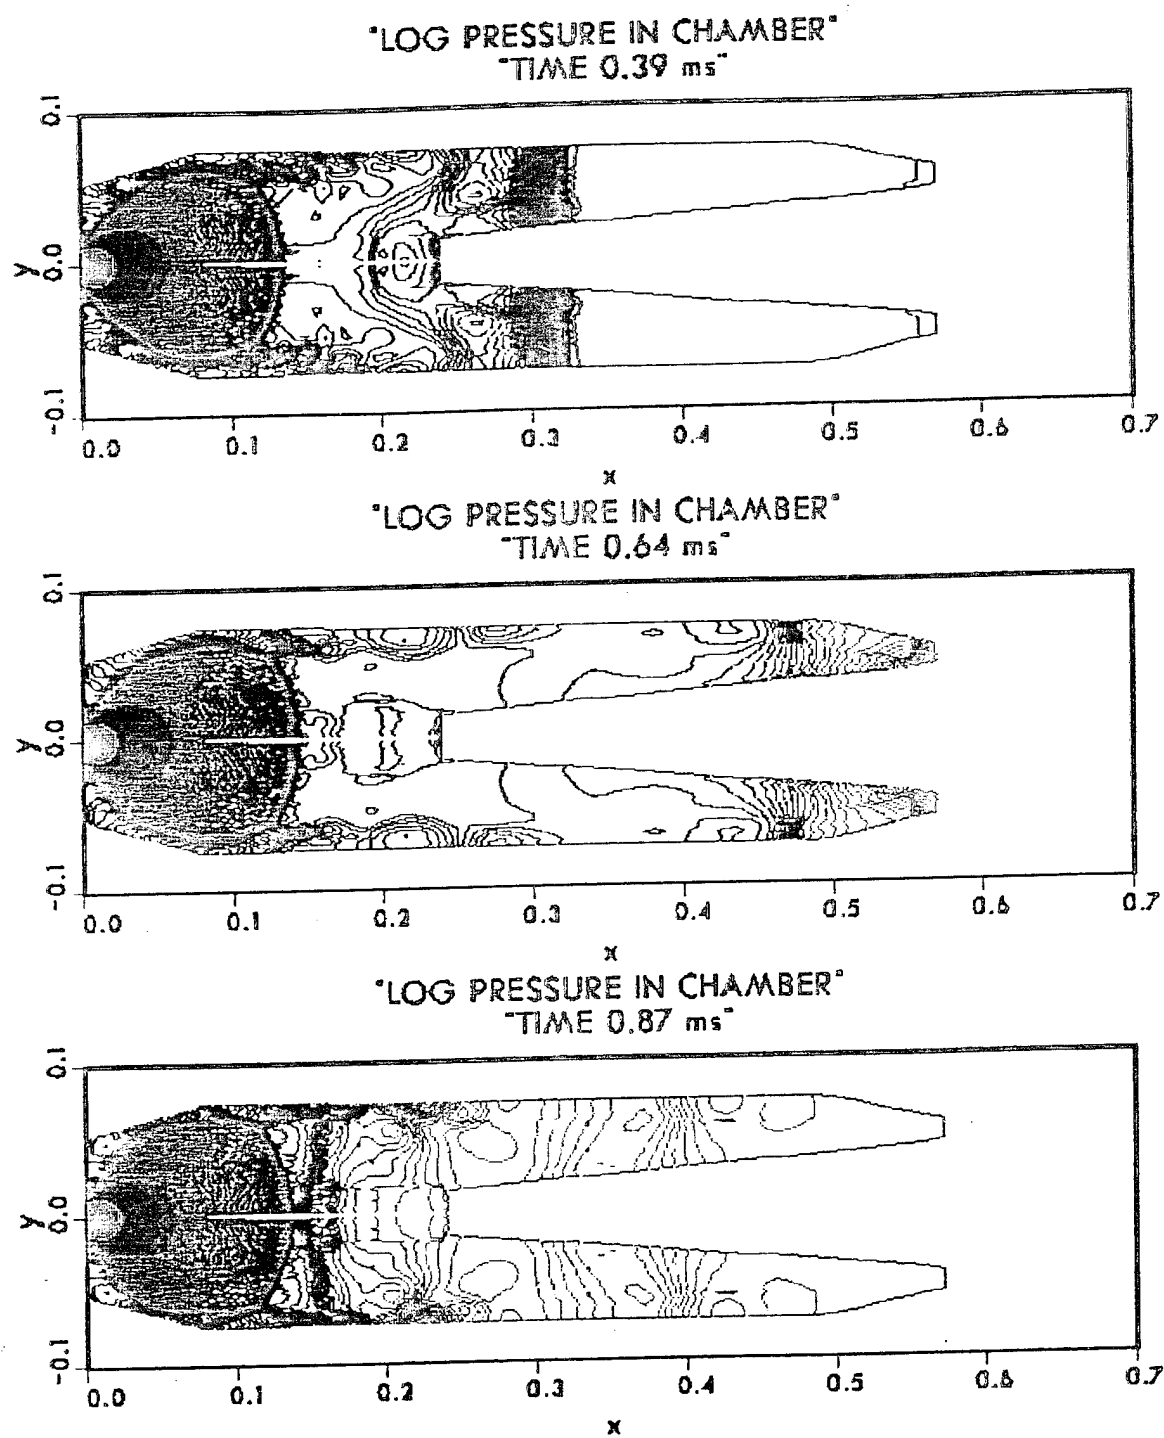 "LOG PRESSURE IN CHAMBER"
"TIME 0.39 ms"
0.1
y
0.0
-0.1
0.0 0.1 0.2 0.3 0.4 0.5 0.6 0.7
x
"LOG PRESSURE IN CHAMBER"
"TIME 0.64 ms"
0.1
y
0.0
-0.1
0.0 0.1 0.2 0.3 0.4 0.5 0.6 0.7
x
"LOG PRESSURE IN CHAMBER"
"TIME 0.87 ms"
0.1
y
0.0
-0.1
0.0 0.1 0.2 0.3 0.4 0.5 0.6 0.7
x